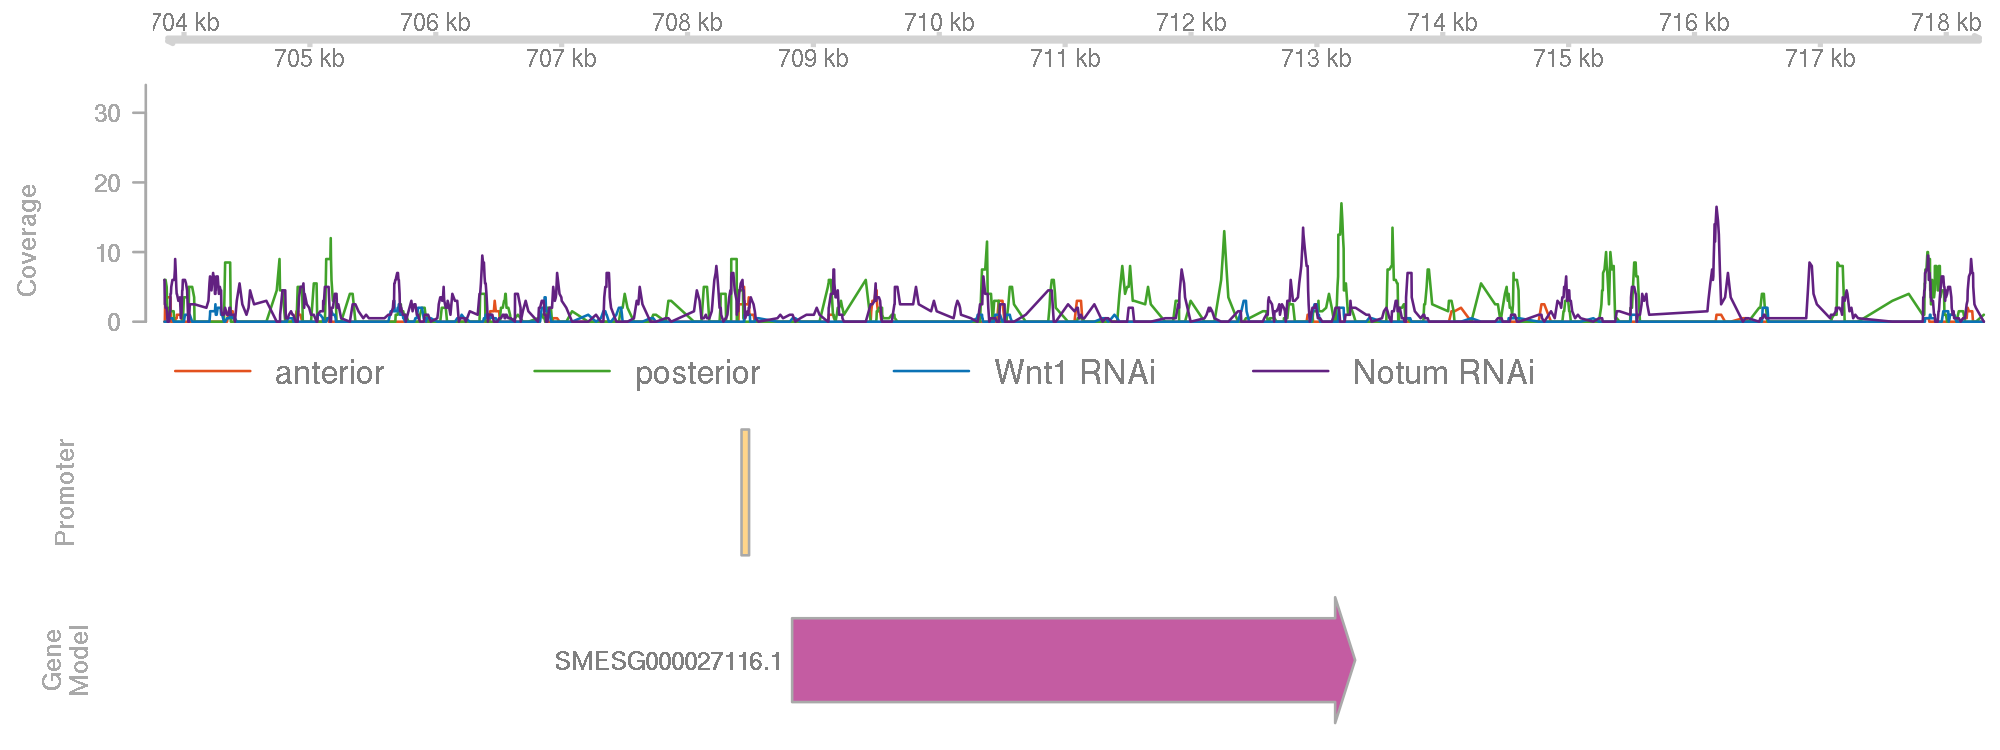 704 kb 706 kb 708 kb 710 kb 712 kb 714 kb 716 kb 718 kb
705 kb 707 kb 709 kb 711 kb 713 kb 715 kb 717 kb
30
20
10
0
Coverage
anterior posterior Wnt1 RNAi Notum RNAi
Promoter
0
Gene
Model
SMESG000027116.1